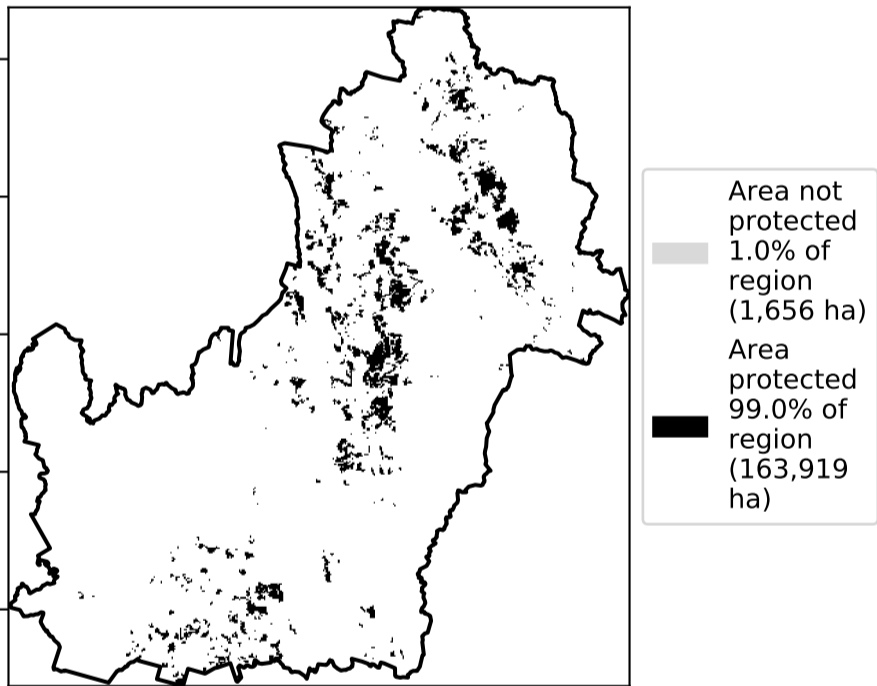 Area not
protected
1.0% of
region
(1,656 ha)
Area
protected
99.0% of
region
(163,919
ha)